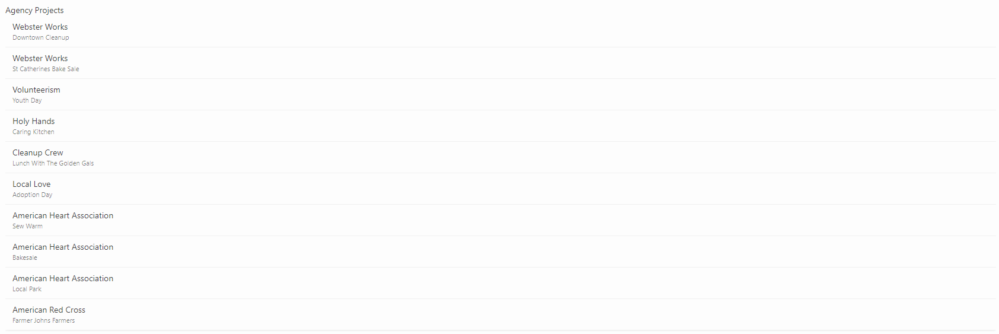 Agency Projects
Webster Works
Downtown Cleanup
Webster Works
St Catherines Bake Sale
Volunteerism
Youth Day
Holy Hands
Caring Kitchen
Cleanup Crew
Lunch With The Golden Gals
Local Love
Adoption Day
American Heart Association
Sew Warm
American Heart Association
Bakesale
American Heart Association
Local Park
American Red Cross
Farmer Johns Farmers